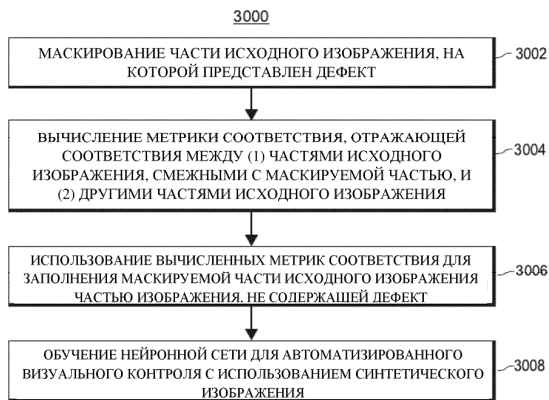 3000
МАСКИРОВАНИЕ ЧАСТИ ИСХОДНОГО ИЗОБРАЖЕНИЯ, НА
КОТОРОЙ ПРЕДСТАВЛЕН ДЕФЕКТ
3002
ВЫЧИСЛЕНИЕ МЕТРИКИ СООТВЕТСТВИЯ, ОТРАЖАЮЩЕЙ
СООТВЕТСТВИЯ МЕЖДУ (1) ЧАСТЯМИ ИСХОДНОГО
ИЗОБРАЖЕНИЯ, СМЕЖНЫМИ С МАСКИРУЕМОЙ ЧАСТЬЮ, И
(2) ДРУГИМИ ЧАСТЯМИ ИСХОДНОГО ИЗОБРАЖЕНИЯ
3004
ИСПОЛЬЗОВАНИЕ ВЫЧИСЛЕННЫХ МЕТРИК СООТВЕТСТВИЯ ДЛЯ
ЗАПОЛНЕНИЯ МАСКИРУЕМОЙ ЧАСТИ ИСХОДНОГО ИЗОБРАЖЕНИЯ
ЧАСТЬЮ ИЗОБРАЖЕНИЯ, НЕ СОДЕРЖАЩЕЙ ДЕФЕКТ
3006
ОБУЧЕНИЕ НЕЙРОННОЙ СЕТИ ДЛЯ АВТОМАТИЗИРОВАННОГО
ВИЗУАЛЬНОГО КОНТРОЛЯ С ИСПОЛЬЗОВАНИЕМ СИНТЕТИЧЕСКОГО
ИЗОБРАЖЕНИЯ
3008